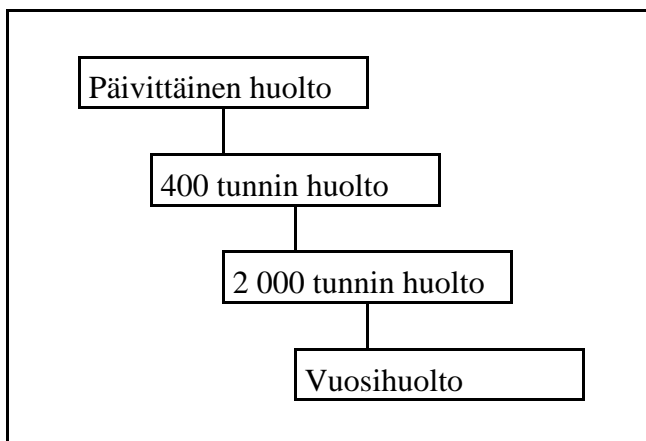 Päivittäinen huolto
400 tunnin huolto
2 000 tunnin huolto
Vuosihuolto